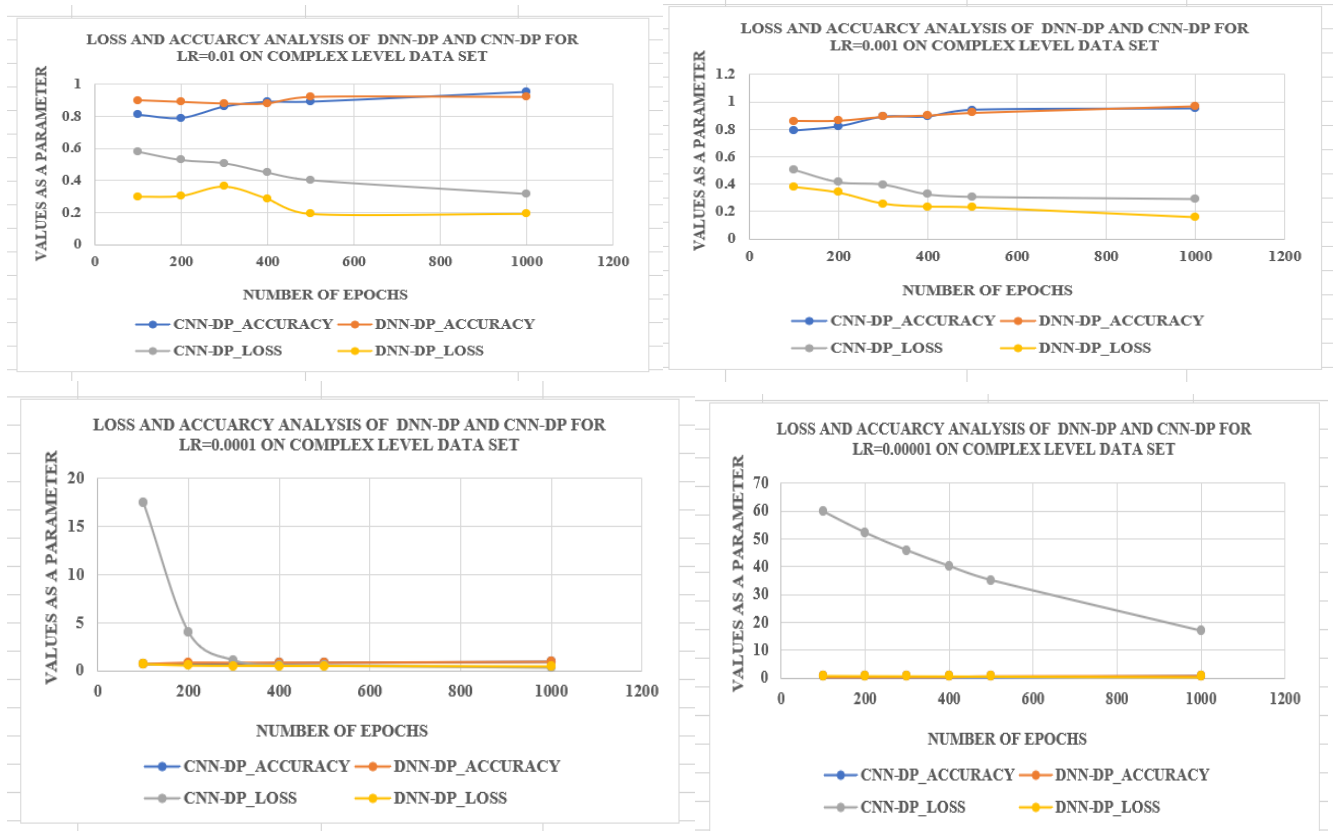 LOSS AND ACCUARCY ANALYSIS OF DNN-DP AND CNN-DP FOR
LR=0.01 ON COMPLEX LEVEL DATA SET
VALUES AS A PARAMETER
1
0.8
0.6
0.4
0.2
0
0 200 400 600 800 1000 1200
NUMBER OF EPOCHS
CNN-DP_ACCURACY DNN-DP_ACCURACY
CNN-DP_LOSS DNN-DP_LOSS
LOSS AND ACCUARCY ANALYSIS OF DNN-DP AND CNN-DP FOR
LR=0.001 ON COMPLEX LEVEL DATA SET
VALUES AS A PARAMETER
1.2
1
0.8
0.6
0.4
0.2
0
0 200 400 600 800 1000 1200
NUMBER OF EPOCHS
CNN-DP_ACCURACY DNN-DP_ACCURACY
CNN-DP_LOSS DNN-DP_LOSS
LOSS AND ACCUARCY ANALYSIS OF DNN-DP AND CNN-DP FOR
LR=0.0001 ON COMPLEX LEVEL DATA SET
VALUES AS A PARAMETER
20
15
10
5
0
0 200 400 600 800 1000 1200
NUMBER OF EPOCHS
CNN-DP_ACCURACY DNN-DP_ACCURACY
CNN-DP_LOSS DNN-DP_LOSS
LOSS AND ACCUARCY ANALYSIS OF DNN-DP AND CNN-DP FOR
LR=0.00001 ON COMPLEX LEVEL DATA SET
VALUES AS A PARAMETER
70
60
50
40
30
20
10
0
0 200 400 600 800 1000 1200
NUMBER OF EPOCHS
CNN-DP_ACCURACY DNN-DP_ACCURACY
CNN-DP_LOSS DNN-DP_LOSS